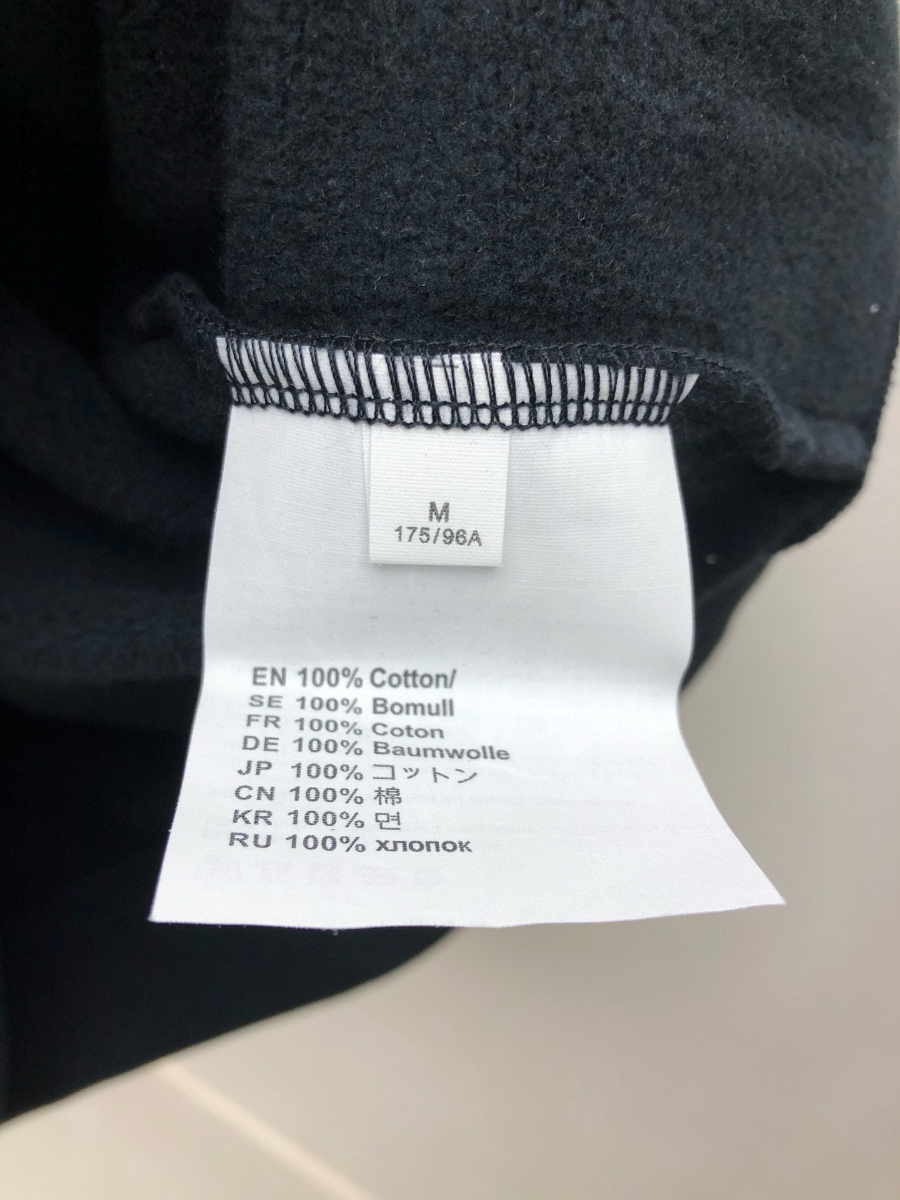 M
175/96A
EN 100% Cotton/
SE 100% Bomull
FR 100% Coton
DE 100% Baumwolle
JP 100% コットン
CN 100% 棉
KR 100% 면
RU 100% хлопок